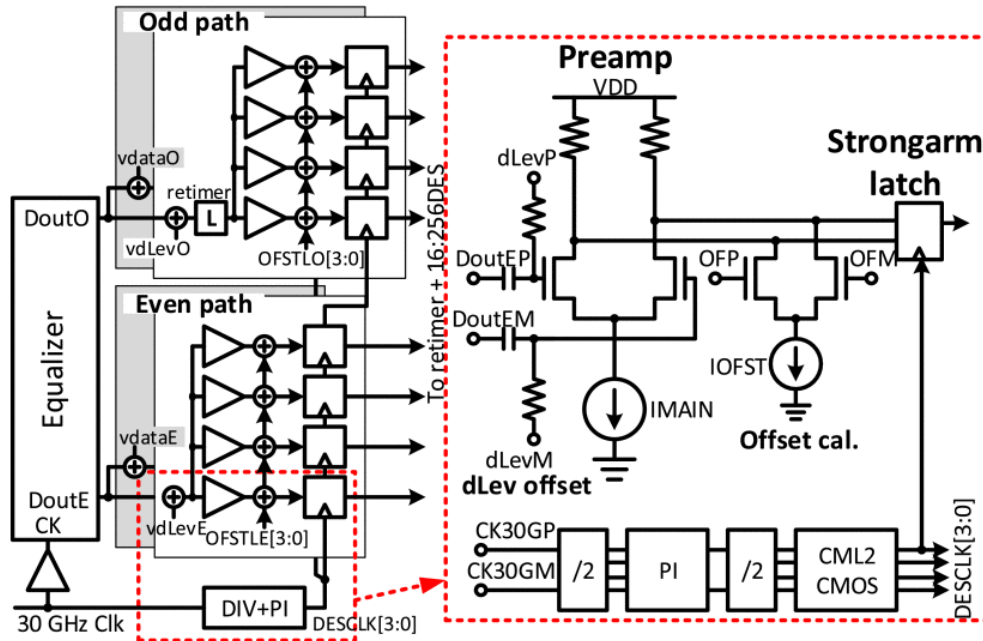 Odd path
vdataO
retimer
DoutO
L
vdLevO
OFSTLO[3:0]
Even path
Equalizer
vdataE
DoutE
CK
vdLevE
OFSTLE[3:0]
30 GHz Clk
DIV+PI
DESCLK[3:0]
To retimer + 16:256DES
Preamp
VDD
dLevP
Strongarm
latch
DoutEP
OFP
OFM
DoutEM
IOFST
IMAIN
Offset cal.
dLevM
dLev offset
CK30GP
CK30GM
/2
PI
/2
CML2
CMOS
DESCLK[3:0]